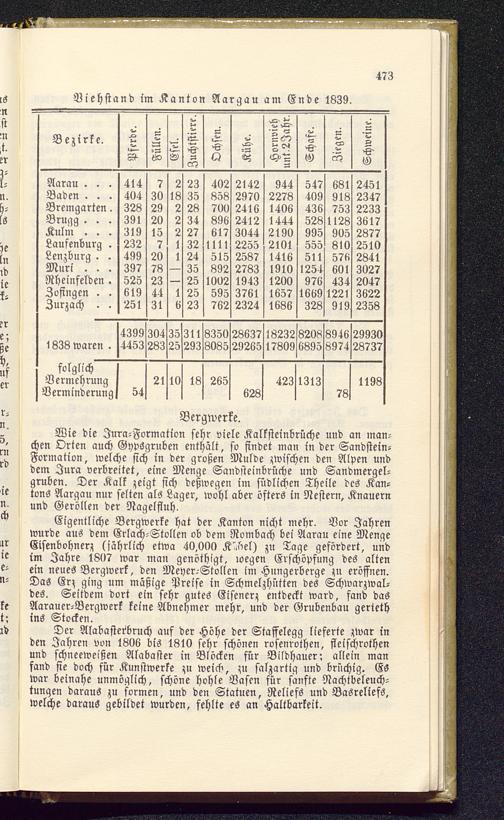 473
Viehstand im Kanton Aargau am Ende 1839.
Bezirke. Pferde. Füllen. Esel. Zuchtstiere. Ochsen. Kühe. Hornvieh unt. 2 Jahr. Schafe. Ziegen. Schweine.
Aarau . . . 414 7 2 23 402 2142 944 547 681 2451
Baden . . . 404 30 18 35 858 2970 2278 409 918 2347
Bremgarten . 328 29 2 28 700 2416 1406 436 753 2233
Brugg . . . 391 20 2 34 896 2412 1444 528 1128 3617
Kulm . . . 319 15 2 27 617 3044 2190 995 905 2877
Laufenburg . 232 7 1 32 1111 2255 2101 555 810 2510
Lenzburg . . 499 20 1 24 515 2587 1416 511 576 2841
Muri . . . 397 78 — 35 892 2783 1910 1254 601 3027
Rheinfelden . 525 23 — 25 1002 1943 1200 976 434 2047
Zofingen . . 619 44 1 25 595 3761 1657 1669 1221 3622
Zurzach . . 251 31 6 23 762 2324 1686 328 919 2358
4399 304 35 311 8350 28637 18232 8208 8946 29930
1838 waren . 4453 283 25 293 8085 29265 17809 6895 8974 28737
folglich
Vermehrung 21 10 18 265 423 1313 1198
Verminderung 54 628 78
Bergwerke.
Wie die Jura-Formation sehr viele Kalksteinbrüche und an man-
chen Orten auch Gypsgruben enthält, so findet man in der Sandstein-
Formation, welche sich in der großen Mulde zwischen den Alpen und
dem Jura verbreitet, eine Menge Sandsteinbrüche und Sandmergel-
gruben. Der Kalk zeigt sich deßwegen im südlichen Theile des Kan-
tons Aargau nur selten als Lager, wohl aber öfters in Nestern, Knauern
und Geröllen der Nagelfluh.
Eigentliche Bergwerke hat der Kanton nicht mehr. Vor Jahren
wurde aus dem Erlach-Stollen ob dem Rombach bei Aarau eine Menge
Eisenbohnerz (jährlich etwa 40,000 Kübel) zu Tage gefördert, und
im Jahre 1807 war man genöthigt, wegen Erschöpfung des alten
ein neues Bergwerk, den Meyer-Stollen im Hungerberge zu eröffnen.
Das Erz ging um mäßige Preise in Schmelzhütten des Schwarzwal-
des. Seitdem dort ein sehr gutes Eisenerz entdeckt ward, fand das
Aarauer-Bergwerk keine Abnehmer mehr, und der Grubenbau gerieth
ins Stocken.
Der Alabasterbruch auf der Höhe der Staffelegg lieferte zwar in
den Jahren von 1806 bis 1810 sehr schönen rosenrothen, fleischrothen
und schneeweißen Alabaster in Blöcken für Bildhauer; allein man
fand sie doch für Kunstwerke zu weich, zu salzartig und brüchig. Es
war beinahe unmöglich, schöne hohle Vasen für sanfte Nachtbeleuch-
tungen daraus zu formen, und den Statuen, Reliefs und Basreliefs,
welche daraus gebildet wurden, fehlte es an Haltbarkeit.